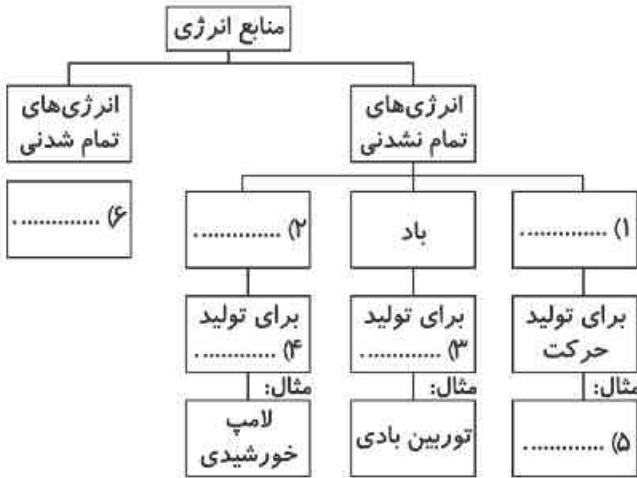 منابع انرژی
انرژی‌های
تمام نشدنی
انرژی‌های
تمام شدنی
۱) .............
باد
۲) .............
۶) .............
برای تولید
حرکت
برای تولید
۳) ............
برای تولید
۴) ............
مثال:
مثال:
مثال:
۵) ............
توربین بادی
لامپ
خورشیدی